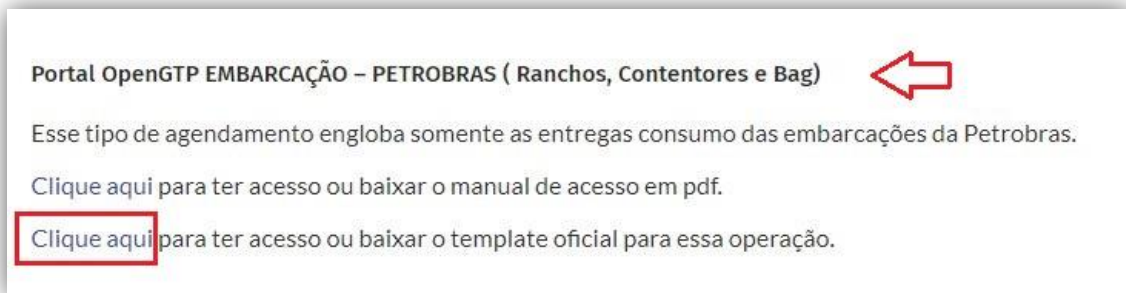 Portal OpenGTP EMBARCAÇÃO – PETROBRAS ( Ranchos, Contentores e Bag)
Esse tipo de agendamento engloba somente as entregas consumo das embarcações da Petrobras.
Clique aqui para ter acesso ou baixar o manual de acesso em pdf.
Clique aqui para ter acesso ou baixar o template oficial para essa operação.